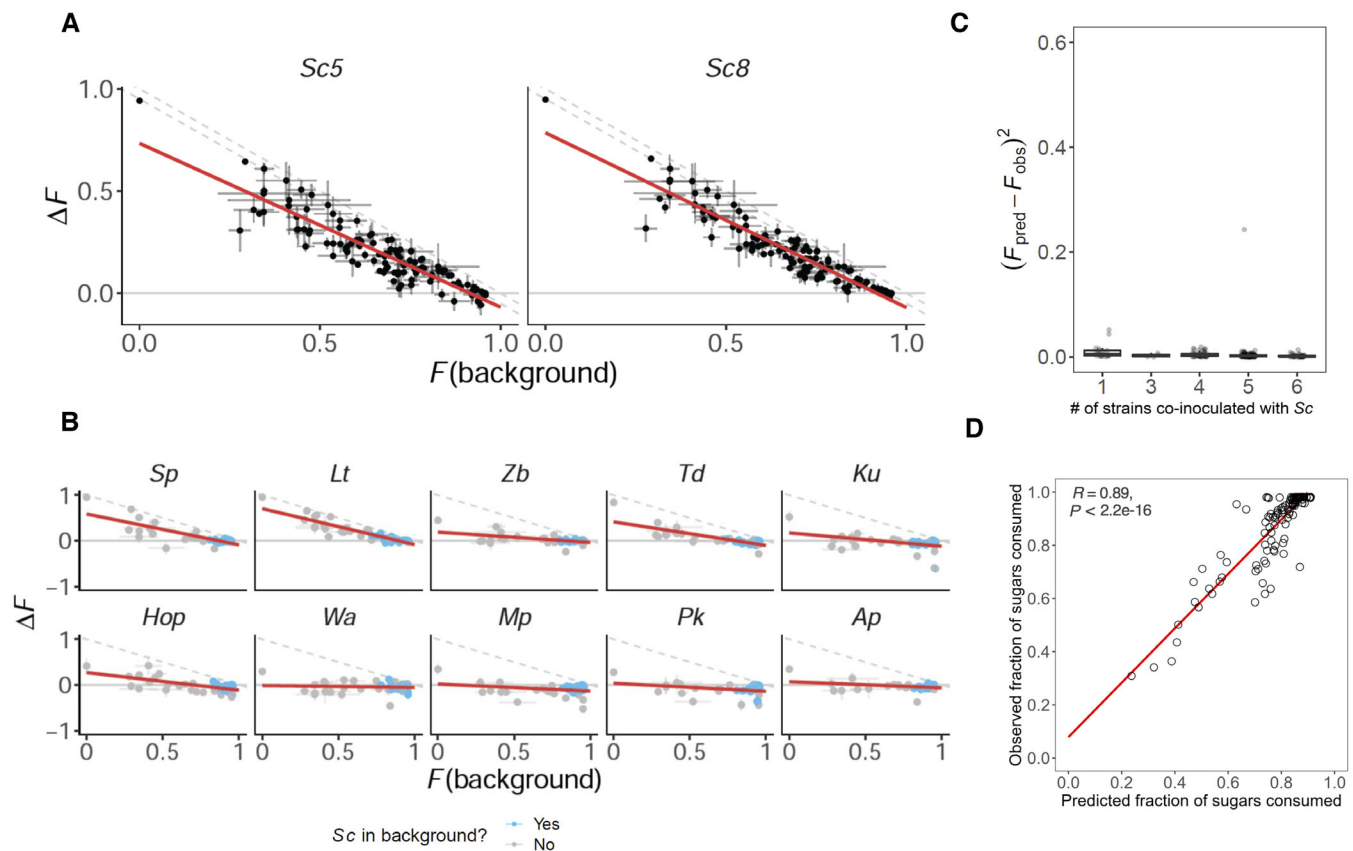 A
Sc5
Sc8
1.0
0.5
0.0
ΔF
0.0
0.5
1.0
0.0
0.5
1.0
F(background)
B
Sp
Lt
Zb
Td
Ku
1
0
−1
Hop
Wa
Mp
Pk
Ap
1
0
−1
ΔF
0
0.5
1
0
0.5
1
0
0.5
1
0
0.5
1
0
0.5
1
F(background)
Sc in background?
Yes
No
C
0.6
0.4
0.2
0.0
(Fpred − Fobs)2
1
3
4
5
6
# of strains co-inoculated with Sc
D
R = 0.89,
P < 2.2e-16
1.0
0.8
0.6
0.4
0.2
0.0
Observed fraction of sugars consumed
0.0
0.2
0.4
0.6
0.8
1.0
Predicted fraction of sugars consumed